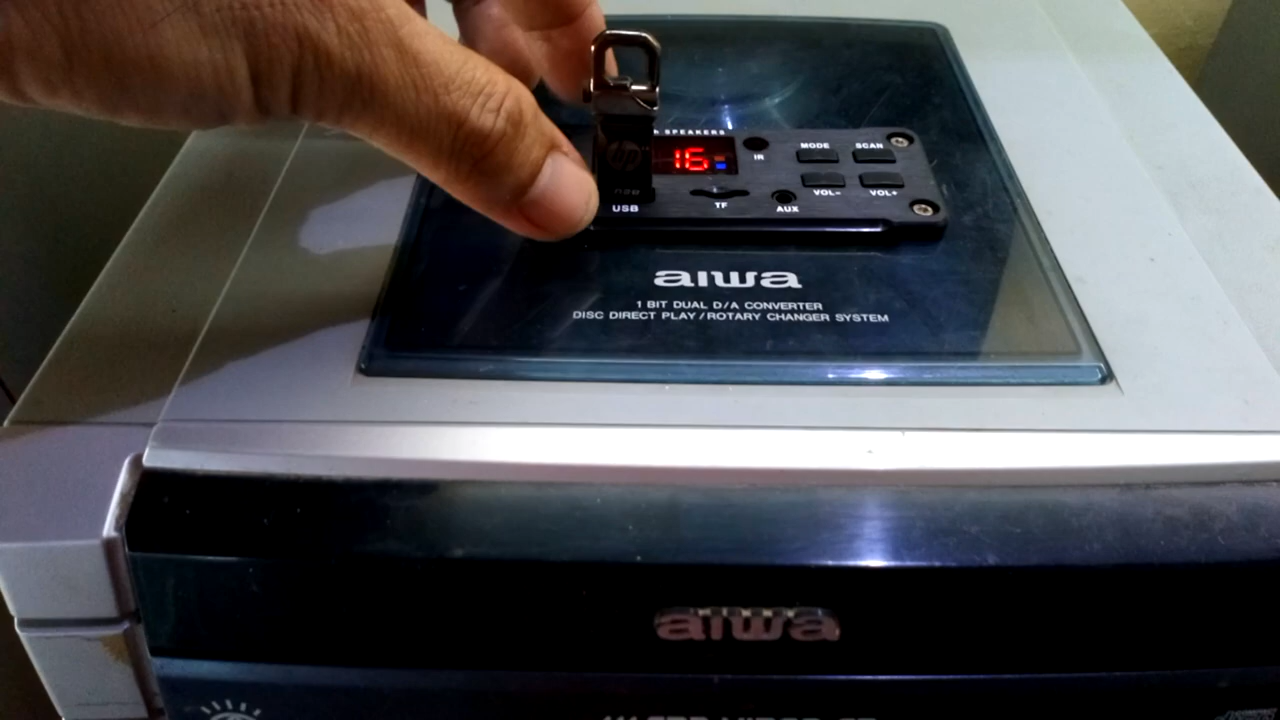 SPEAKERS
16
IR
MODE
SCAN
hp
USB
TF
AUX
VOL-
VOL+
aiwa
1 BIT DUAL D/A CONVERTER
DISC DIRECT PLAY/ROTARY CHANGER SYSTEM
aiwa